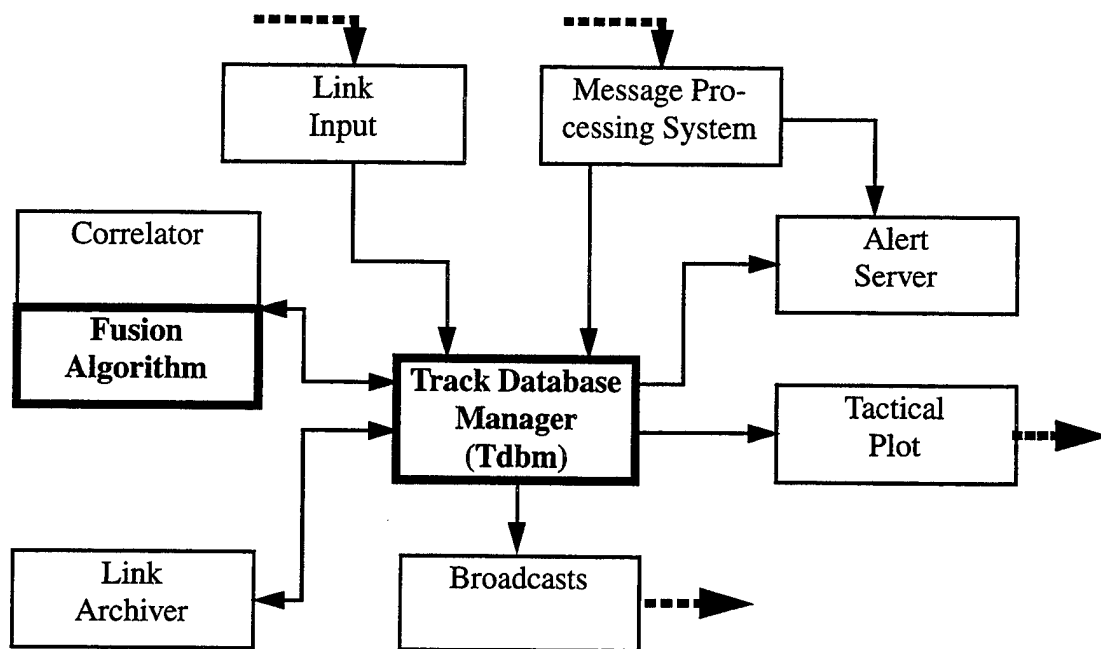 Link
Input
Message Pro-
cessing System
Correlator
Fusion
Algorithm
Alert
Server
Track Database
Manager
(Tdbm)
Tactical
Plot
Link
Archiver
Broadcasts